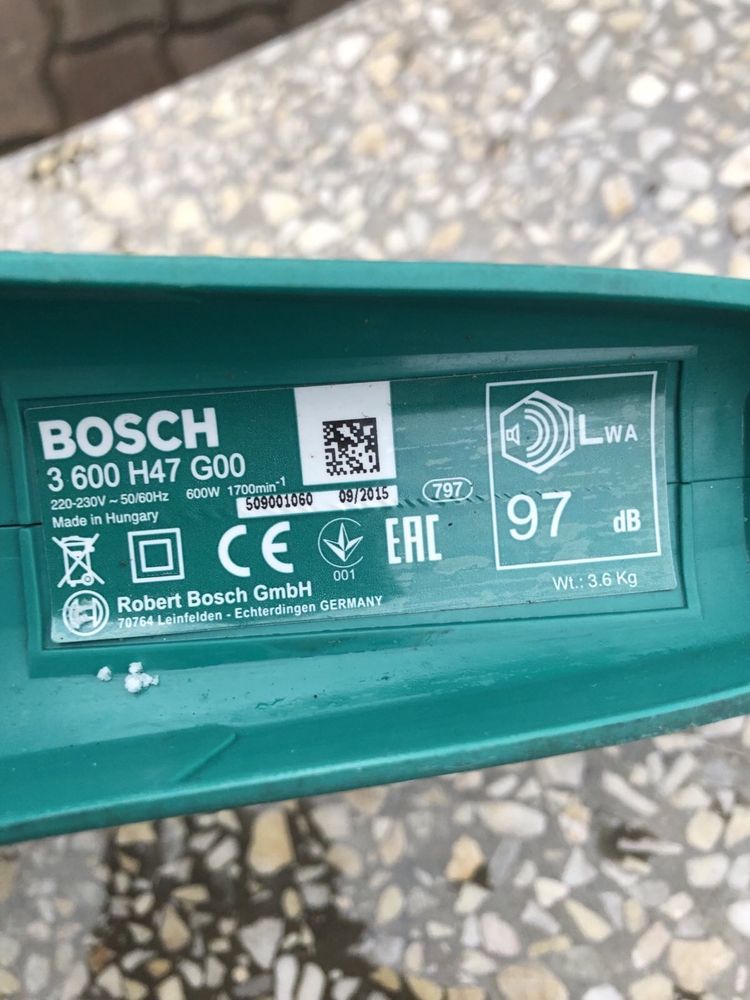 BOSCH
3 600 H47 G00
220-230V ~ 50/60Hz 600W 1700min-1
509001060 09/2015
797
Made in Hungary
CE
001
EAC
Robert Bosch GmbH
70764 Leinfelden - Echterdingen GERMANY
LWA
97 dB
Wt.: 3.6 Kg